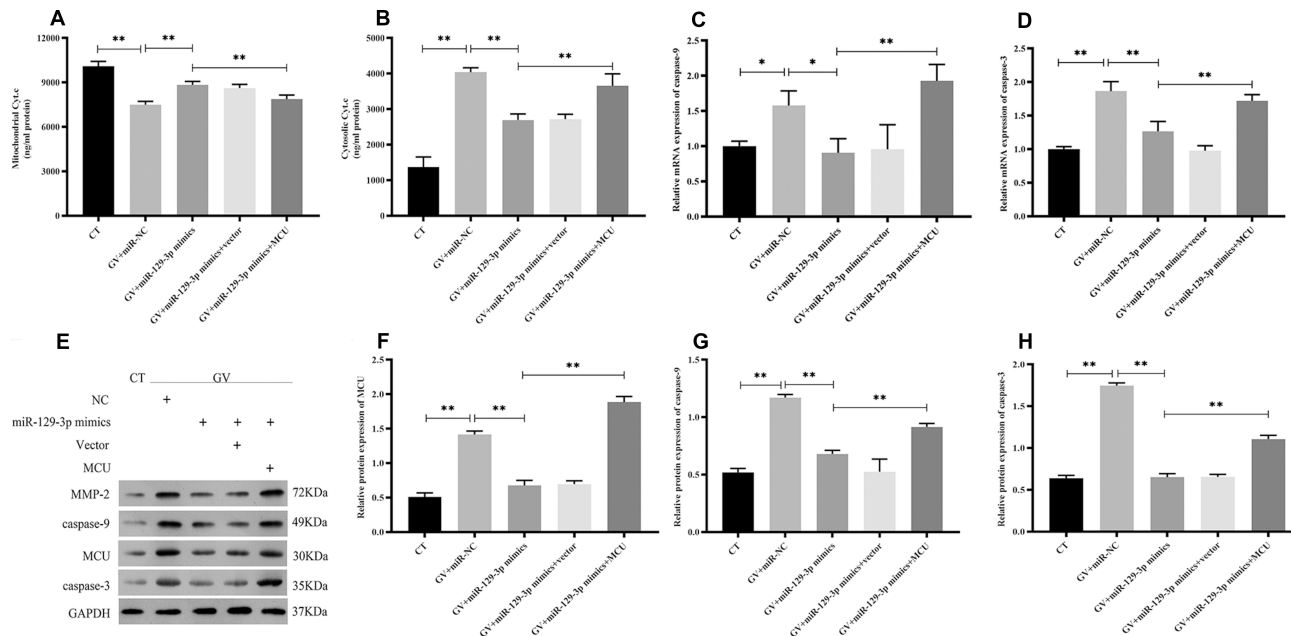 A
Mitochondrial Cyt.c
(ng/ml protein)
12000
9000
6000
3000
0
**
**
**
CT
GV+miR-NC
GV+miR-129-3p mimics
GV+miR-129-3p mimics+vector
GV+miR-129-3p mimics+MCU
B
Cytosolic Cyt.c
(ng/ml protein)
5000
4000
3000
2000
1000
0
**
**
**
CT
GV+miR-NC
GV+miR-129-3p mimics
GV+miR-129-3p mimics+vector
GV+miR-129-3p mimics+MCU
C
Relative mRNA expression of caspase-9
2.5
2.0
1.5
1.0
0.5
0.0
*
*
**
CT
GV+miR-NC
GV+miR-129-3p mimics
GV+miR-129-3p mimics+vector
GV+miR-129-3p mimics+MCU
D
Relative mRNA expression of caspase-3
2.5
2.0
1.5
1.0
0.5
0.0
**
**
**
CT
GV+miR-NC
GV+miR-129-3p mimics
GV+miR-129-3p mimics+vector
GV+miR-129-3p mimics+MCU
E
CT GV
NC +
miR-129-3p mimics + + +
Vector +
MCU +
MMP-2 72KDa
caspase-9 49KDa
MCU 30KDa
caspase-3 35KDa
GAPDH 37KDa
F
Relative protein expression of MCU
2.5
2.0
1.5
1.0
0.5
0.0
**
**
**
CT
GV+miR-NC
GV+miR-129-3p mimics
GV+miR-129-3p mimics+vector
GV+miR-129-3p mimics+MCU
G
Relative protein expression of caspase-9
1.5
1.0
0.5
0.0
**
**
**
CT
GV+miR-NC
GV+miR-129-3p mimics
GV+miR-129-3p mimics+vector
GV+miR-129-3p mimics+MCU
H
Relative protein expression of caspase-3
2.0
1.5
1.0
0.5
0.0
**
**
**
CT
GV+miR-NC
GV+miR-129-3p mimics
GV+miR-129-3p mimics+vector
GV+miR-129-3p mimics+MCU